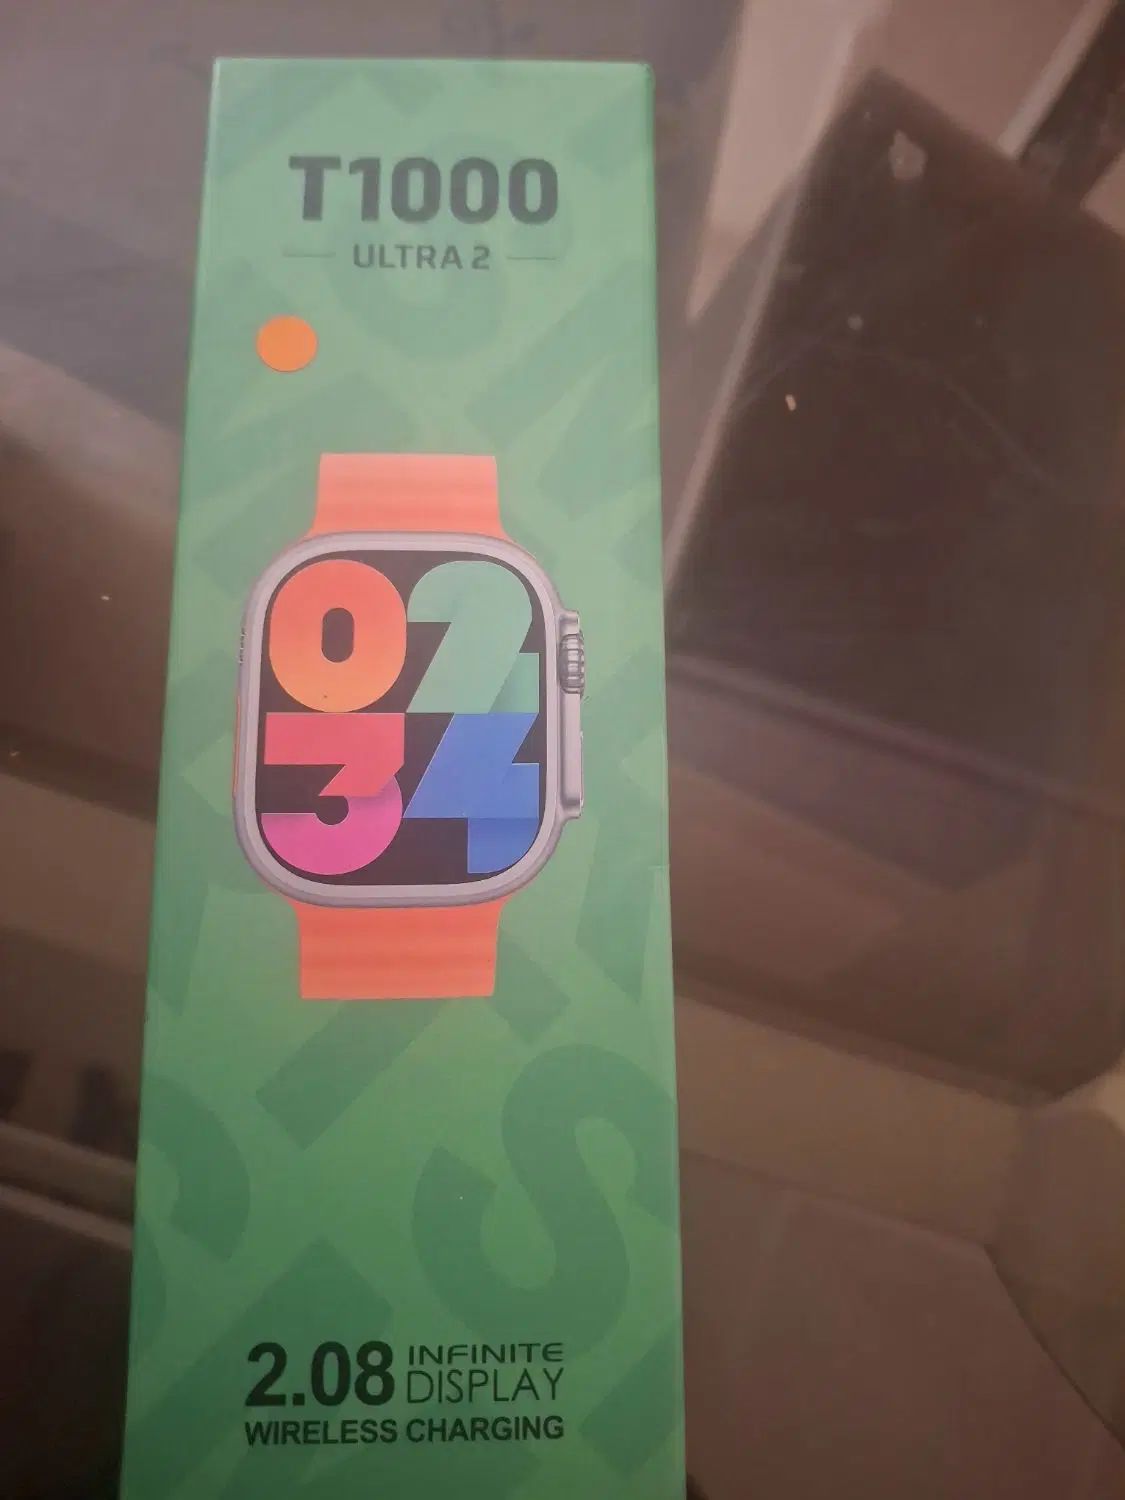 T1000
ULTRA 2
02
34
2.08 INFINITE DISPLAY
WIRELESS CHARGING